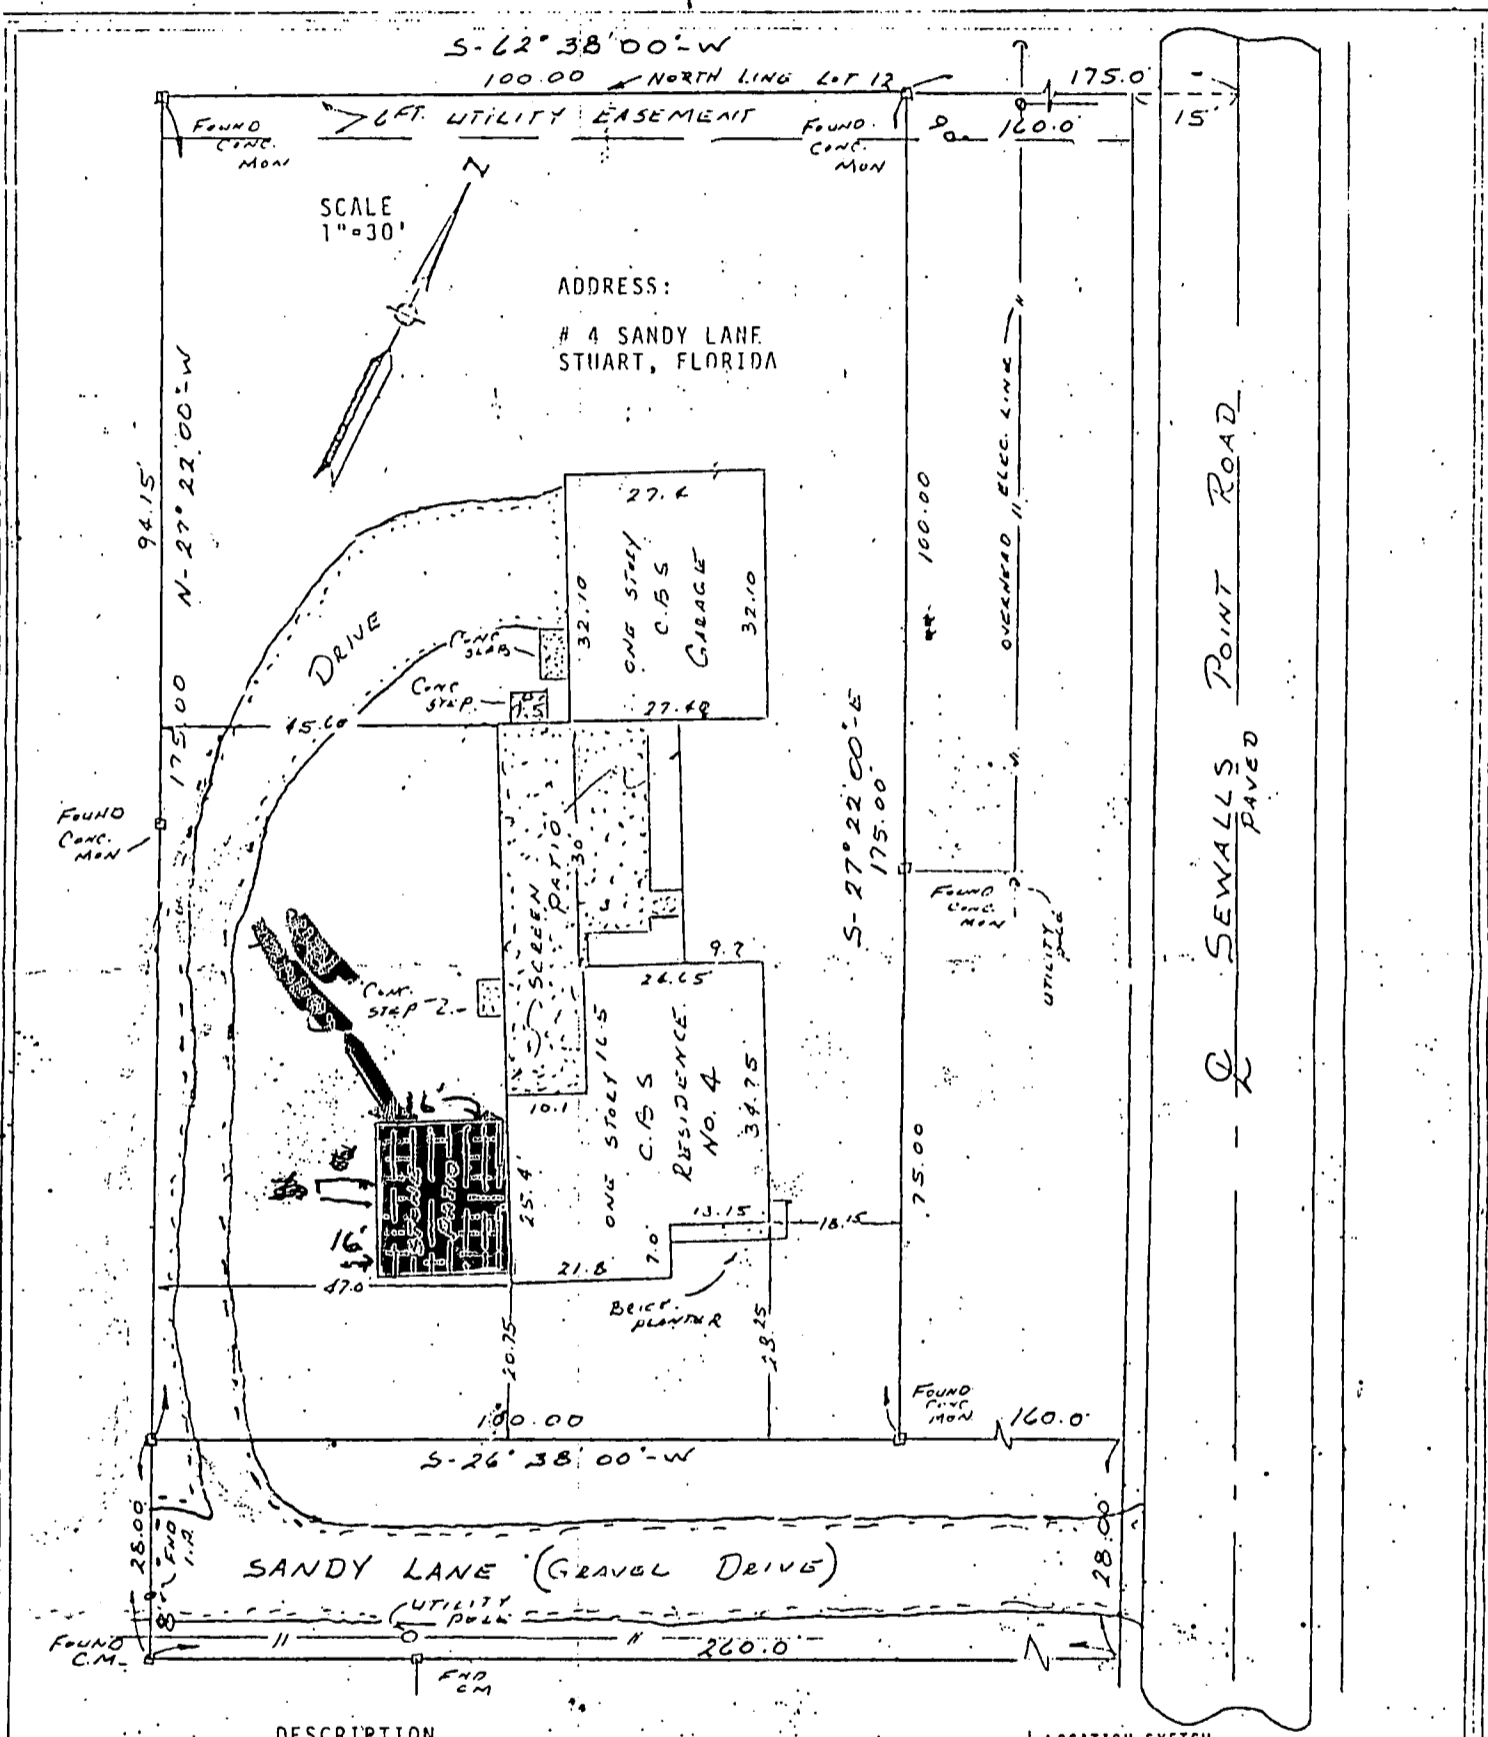 S-62° 38' 00"-W
100.00
NORTH LINE LOT 12
175.0'
15'
6 FT. UTILITY EASEMENT
FOUND
CONC.
MON
FOUND
CONC.
MON
160.0'
N
SCALE
1"=30'
ADDRESS:
# 4 SANDY LANE
STUART, FLORIDA
94.15'
N-27° 22' 00"-W
175.00
27.4
ONE STORY
C.B.S
GARAGE
32.10
32.10
27.40
DRIVE
CONC
SLAB
CONC
STEP
45.60
100.00
OVERHEAD ELEC. LINE
S-27° 22' 00"-E
175.00'
FOUND
CONC.
MON
SCREEN PATIO
30
FOUND
CONC.
MON
UTILITY
POLE
℄ SEWALLS POINT ROAD
PAVED
9.7
26.65
CONC.
STEP
10.1
16'
ONE STORY 16.5
C.B.S
RESIDENCE
NO. 4
34.75
25.4'
STONE
PATIO
16'
47.0
21.8
7.0
13.15
18.15
75.00
BRICK
PLANTER
20.75
FOUND
CONC
MON
160.0'
100.00
S-26° 38' 00"-W
28.00
FND
I.P.
28.00
SANDY LANE (GRAVEL DRIVE)
UTILITY
POLE
260.0'
FOUND
C.M.
FND
CM
DESCRIPTION
LOCATION SKETCH